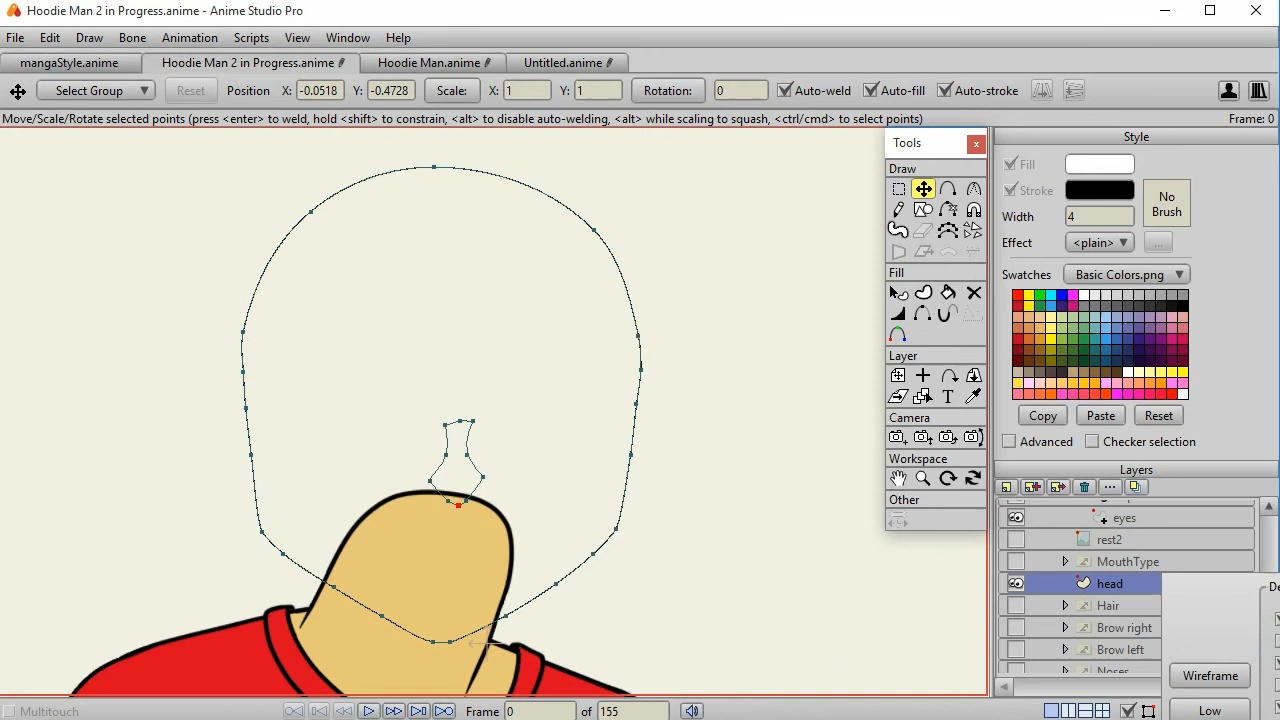 Hoodie Man 2 in Progress.anime - Anime Studio Pro
File Edit Draw Bone Animation Scripts View Window Help
mangaStyle.anime Hoodie Man 2 in Progress.anime Hoodie Man.anime Untitled.anime
Select Group Reset Position X: -0.0518 Y: -0.4728 Scale: X: 1 Y: 1 Rotation: 0 Auto-weld Auto-fill Auto-stroke
Move/Scale/Rotate selected points (press <enter> to weld, hold <shift> to constrain, <alt> to disable auto-welding, <alt> while scaling to squash, <ctrl/cmd> to select points) Frame: 0
Tools
Draw
Fill
Layer
Camera
Workspace
Other
Style
Fill
Stroke
No
Brush
Width 4
Effect <plain> ...
Swatches Basic Colors.png
Copy Paste Reset
Advanced Checker selection
Layers
eyes
rest2
MouthType
head
Hair
Brow right
Brow left
Noses
De
Wireframe
Low
Multitouch Frame 0 of 155